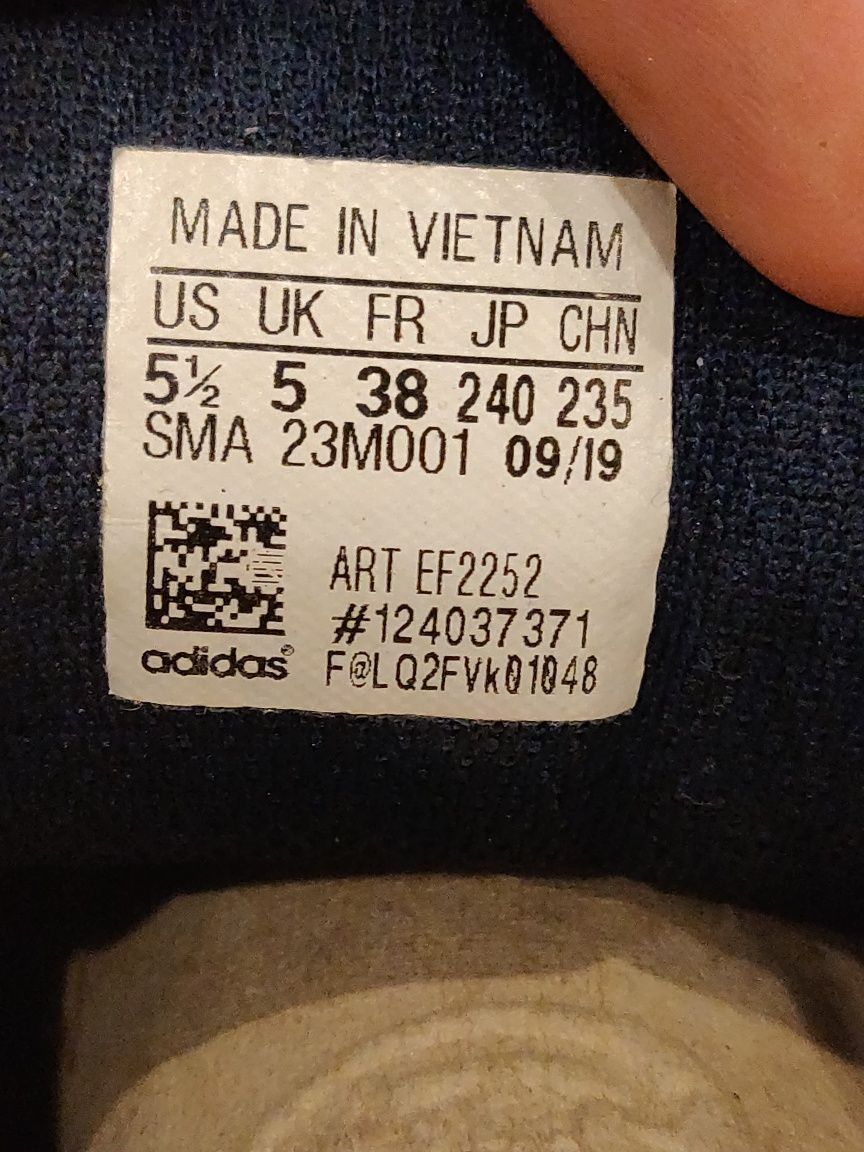 MADE IN VIETNAM
US UK FR JP CHN
5½ 5 38 240 235
SMA 23M001 09/19
ART EF2252
#124037371
adidas® F@LQ2FVk01048